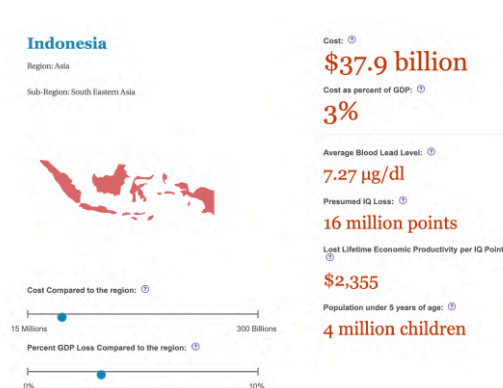 Indonesia
Region: Asia
Sub-Region: South Eastern Asia
Cost Compared to the region: ?
15 Millions 300 Billions
Percent GDP Loss Compared to the region: ?
0% 10%
Cost: ?
$37.9 billion
Cost as percent of GDP: ?
3%
Average Blood Lead Level: ?
7.27 µg/dl
Presumed IQ Loss: ?
16 million points
Lost Lifetime Economic Productivity per IQ Point
?
$2,355
Population under 5 years of age: ?
4 million children